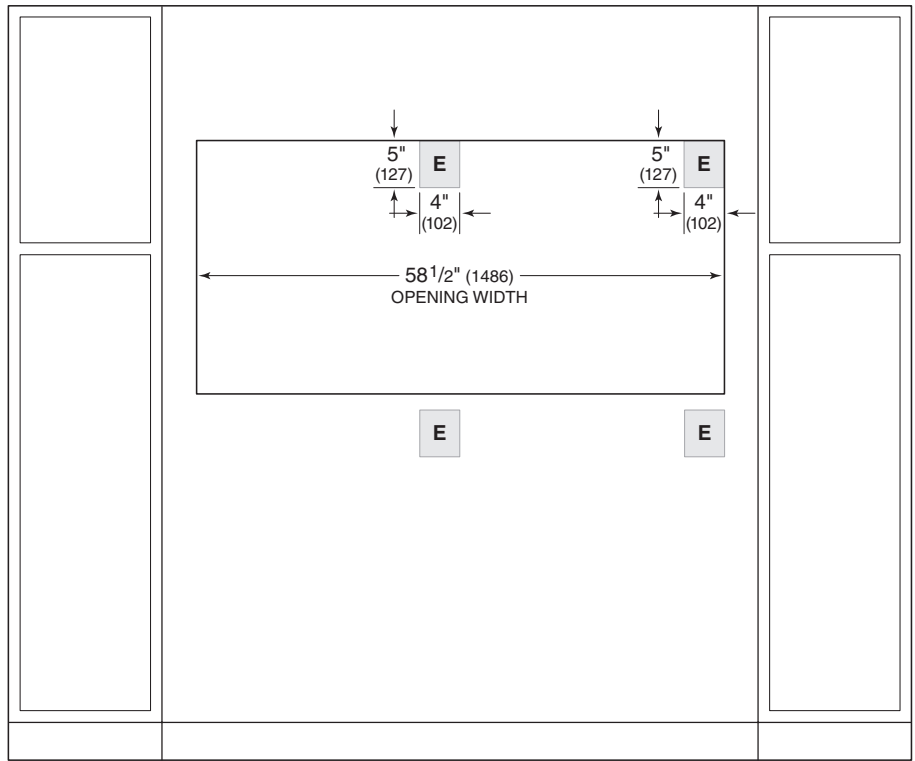 5"
(127)
E
4"
(102)
5"
(127)
E
4"
(102)
58 1/2" (1486)
OPENING WIDTH
E
E